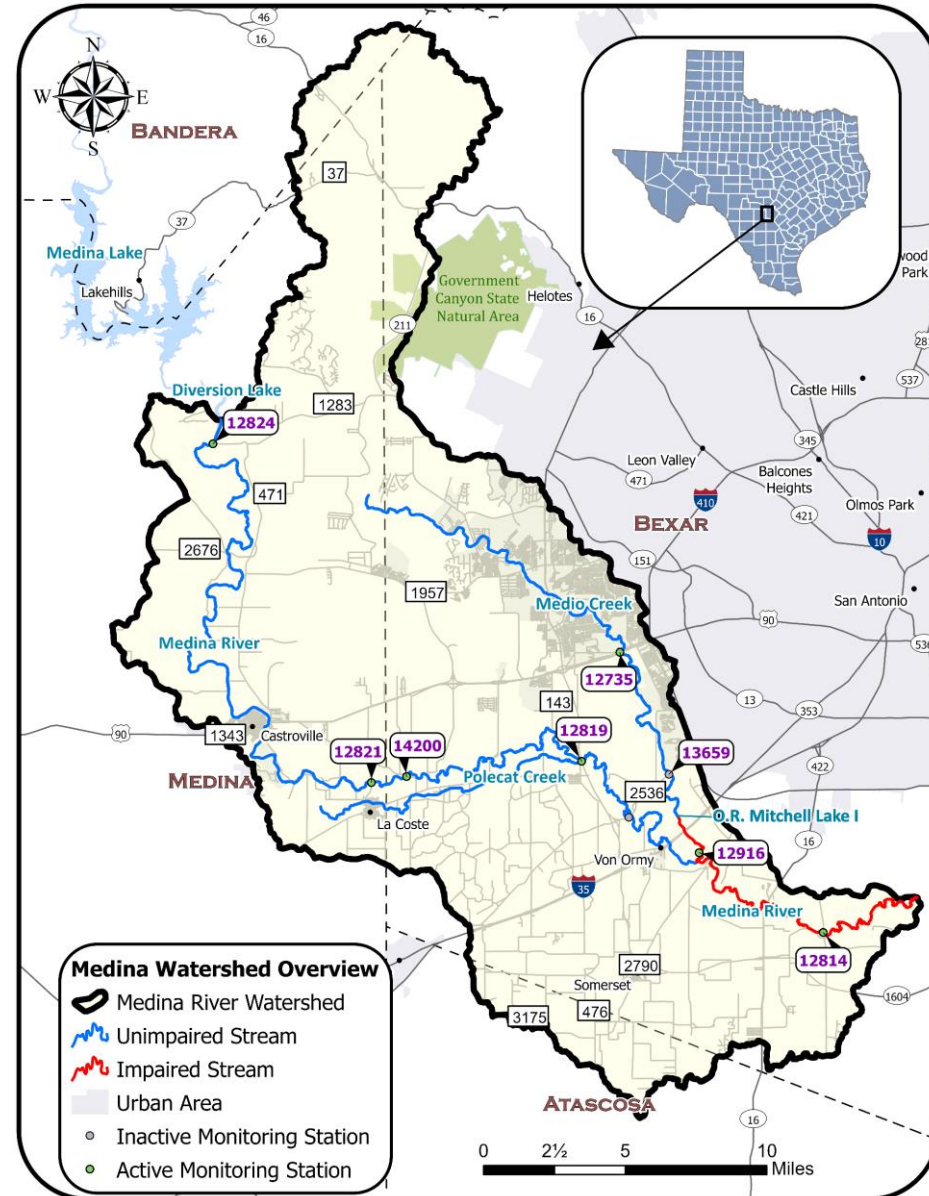 46
16
N
W E
S
BANDERA
37
37
Medina Lake
Lakehills
Government
Canyon State
Natural Area
Helotes
16
wood
Park
211
281
Diversion Lake
1283
Castle Hills
537
12824
345
Leon Valley
Balcones
Heights
471
471
410
Olmos Park
BEXAR
421
10
2676
151
1957
San Antonio
Medio Creek
90
536
Medina River
12735
13
353
143
12819
1343
Castroville
90
12821
14200
13659
422
MEDINA
Polecat Creek
2536
O.R. Mitchell Lake I
La Coste
16
12916
Von Ormy
35
Medina River
12814
2790
Somerset
1604
3175
476
ATASCOSA
16
Medina Watershed Overview
Medina River Watershed
Unimpaired Stream
Impaired Stream
Urban Area
Inactive Monitoring Station
Active Monitoring Station
0 2½ 5 10
Miles